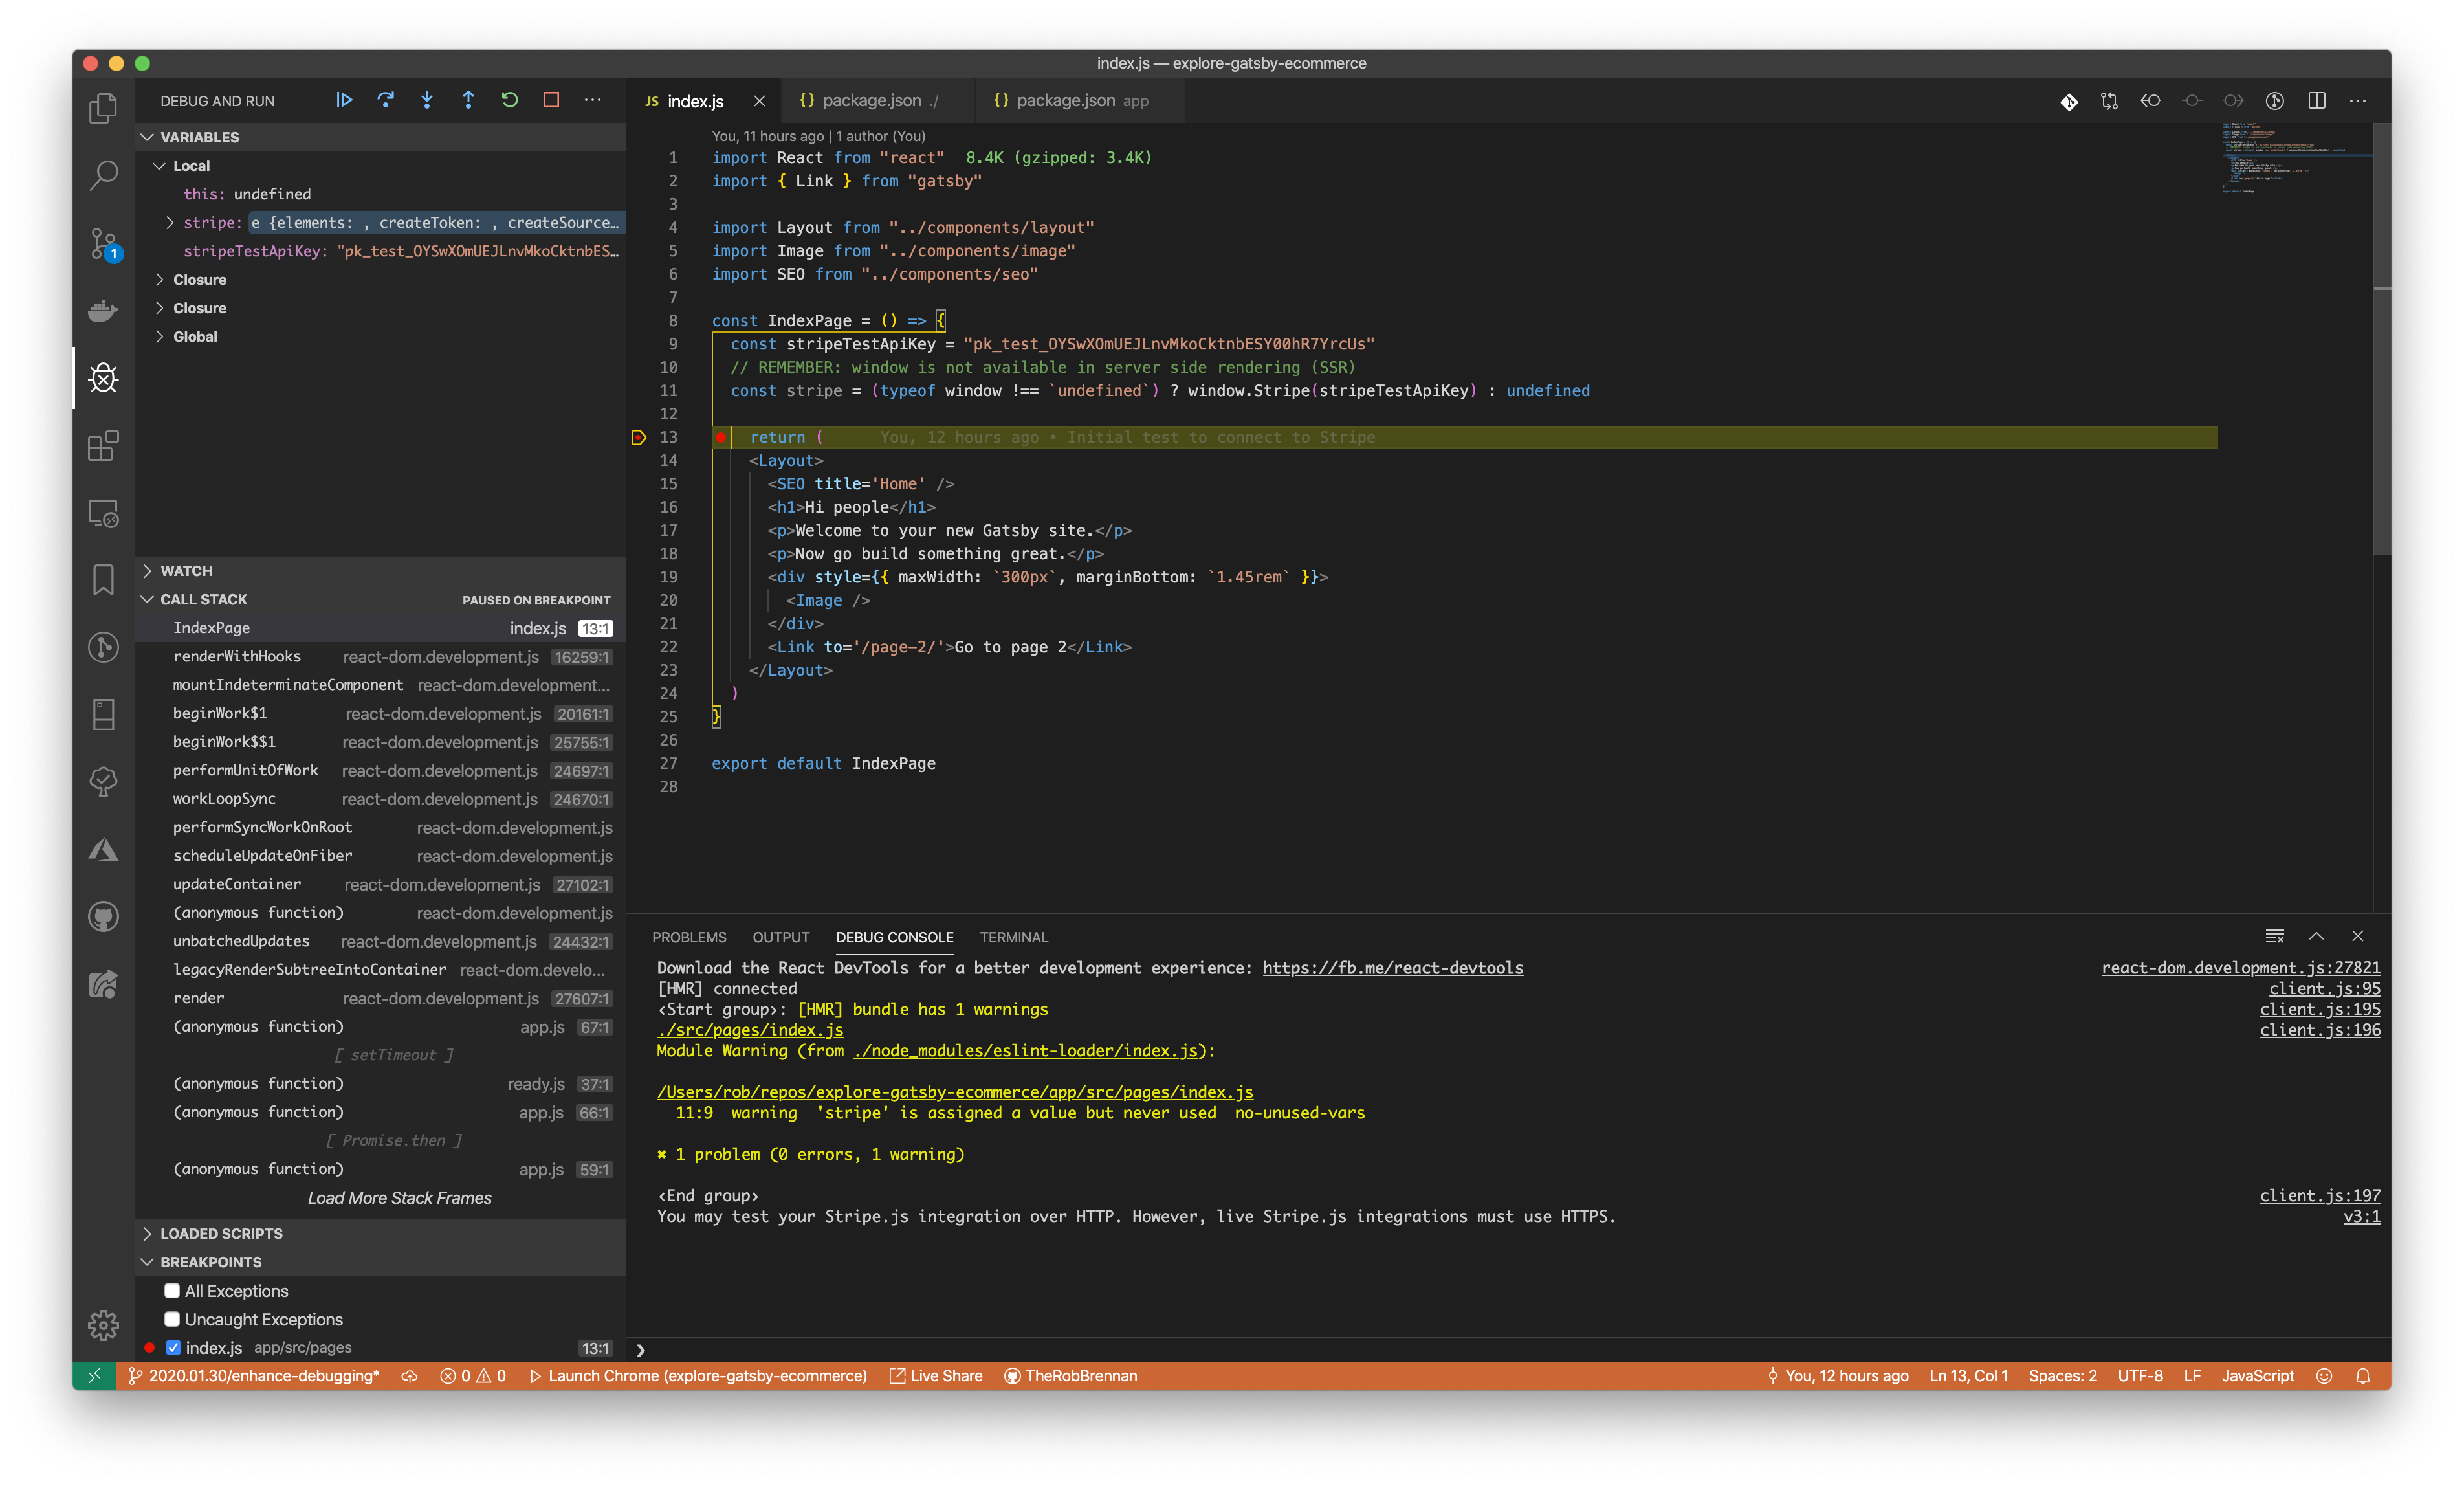 index.js — explore-gatsby-ecommerce
DEBUG AND RUN
VARIABLES
Local
this: undefined
stripe: e {elements: , createToken: , createSource…
stripeTestApiKey: "pk_test_OYSwXOmUEJLnvMkoCktnbES…
Closure
Closure
Global
WATCH
CALL STACK PAUSED ON BREAKPOINT
IndexPage index.js 13:1
renderWithHooks react-dom.development.js 16259:1
mountIndeterminateComponent react-dom.development…
beginWork$1 react-dom.development.js 20161:1
beginWork$$1 react-dom.development.js 25755:1
performUnitOfWork react-dom.development.js 24697:1
workLoopSync react-dom.development.js 24670:1
performSyncWorkOnRoot react-dom.development.js
scheduleUpdateOnFiber react-dom.development.js
updateContainer react-dom.development.js 27102:1
(anonymous function) react-dom.development.js
unbatchedUpdates react-dom.development.js 24432:1
legacyRenderSubtreeIntoContainer react-dom.develo…
render react-dom.development.js 27607:1
(anonymous function) app.js 67:1
[ setTimeout ]
(anonymous function) ready.js 37:1
(anonymous function) app.js 66:1
[ Promise.then ]
(anonymous function) app.js 59:1
Load More Stack Frames
LOADED SCRIPTS
BREAKPOINTS
All Exceptions
Uncaught Exceptions
index.js app/src/pages 13:1
JS index.js {} package.json ./ {} package.json app
You, 11 hours ago | 1 author (You)
1 import React from "react" 8.4K (gzipped: 3.4K)
2 import { Link } from "gatsby"
3
4 import Layout from "../components/layout"
5 import Image from "../components/image"
6 import SEO from "../components/seo"
7
8 const IndexPage = () => {
9 const stripeTestApiKey = "pk_test_OYSwXOmUEJLnvMkoCktnbESY00hR7YrcUs"
10 // REMEMBER: window is not available in server side rendering (SSR)
11 const stripe = (typeof window !== `undefined`) ? window.Stripe(stripeTestApiKey) : undefined
12
13 return ( You, 12 hours ago • Initial test to connect to Stripe
14 <Layout>
15 <SEO title='Home' />
16 <h1>Hi people</h1>
17 <p>Welcome to your new Gatsby site.</p>
18 <p>Now go build something great.</p>
19 <div style={{ maxWidth: `300px`, marginBottom: `1.45rem` }}>
20 <Image />
21 </div>
22 <Link to='/page-2/'>Go to page 2</Link>
23 </Layout>
24 )
25 }
26
27 export default IndexPage
28
PROBLEMS OUTPUT DEBUG CONSOLE TERMINAL
Download the React DevTools for a better development experience: https://fb.me/react-devtools react-dom.development.js:27821
[HMR] connected client.js:95
<Start group>: [HMR] bundle has 1 warnings client.js:195
./src/pages/index.js client.js:196
Module Warning (from ./node_modules/eslint-loader/index.js):
/Users/rob/repos/explore-gatsby-ecommerce/app/src/pages/index.js
11:9 warning 'stripe' is assigned a value but never used no-unused-vars
✖ 1 problem (0 errors, 1 warning)
<End group> client.js:197
You may test your Stripe.js integration over HTTP. However, live Stripe.js integrations must use HTTPS. v3:1
1
2020.01.30/enhance-debugging* 0 0 Launch Chrome (explore-gatsby-ecommerce) Live Share TheRobBrennan You, 12 hours ago Ln 13, Col 1 Spaces: 2 UTF-8 LF JavaScript